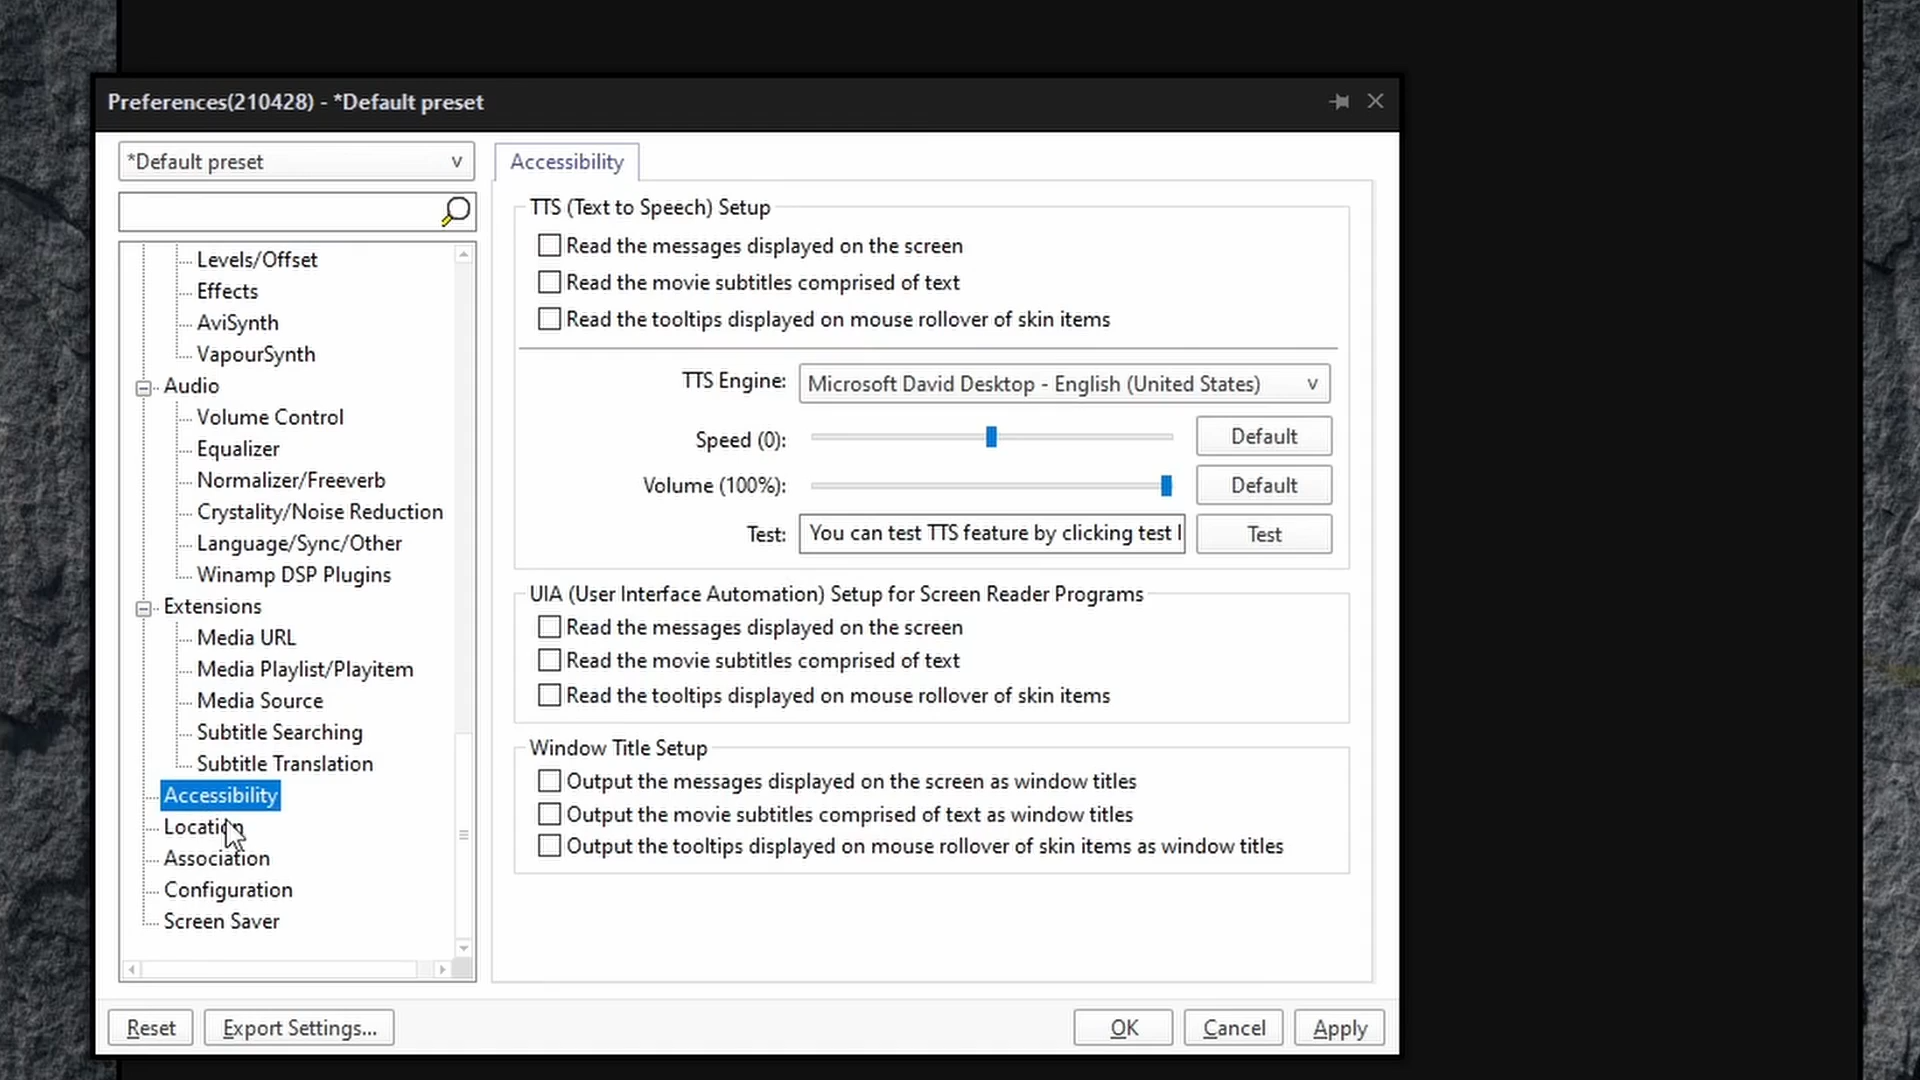 Preferences(210428) - *Default preset
*Default preset
Levels/Offset
Effects
AviSynth
VapourSynth
Audio
Volume Control
Equalizer
Normalizer/Freeverb
Crystality/Noise Reduction
Language/Sync/Other
Winamp DSP Plugins
Extensions
Media URL
Media Playlist/Playitem
Media Source
Subtitle Searching
Subtitle Translation
Accessibility
Location
Association
Configuration
Screen Saver
Accessibility
TTS (Text to Speech) Setup
Read the messages displayed on the screen
Read the movie subtitles comprised of text
Read the tooltips displayed on mouse rollover of skin items
TTS Engine: Microsoft David Desktop - English (United States)
Speed (0): Default
Volume (100%): Default
Test: You can test TTS feature by clicking test Test
UIA (User Interface Automation) Setup for Screen Reader Programs
Read the messages displayed on the screen
Read the movie subtitles comprised of text
Read the tooltips displayed on mouse rollover of skin items
Window Title Setup
Output the messages displayed on the screen as window titles
Output the movie subtitles comprised of text as window titles
Output the tooltips displayed on mouse rollover of skin items as window titles
Reset Export Settings... OK Cancel Apply